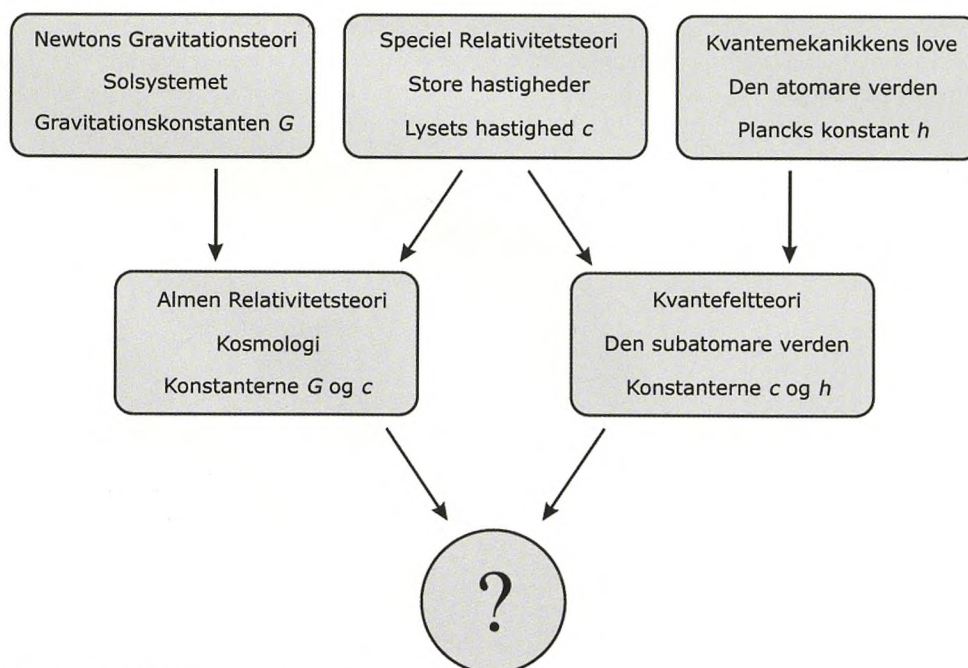 Newtons Gravitationsteori
Solsystemet
Gravitationskonstanten G
Speciel Relativitetsteori
Store hastigheder
Lysets hastighed c
Kvantemekanikkens love
Den atomare verden
Plancks konstant h
Almen Relativitetsteori
Kosmologi
Konstanterne G og c
Kvantefeltteori
Den subatomare verden
Konstanterne c og h
?